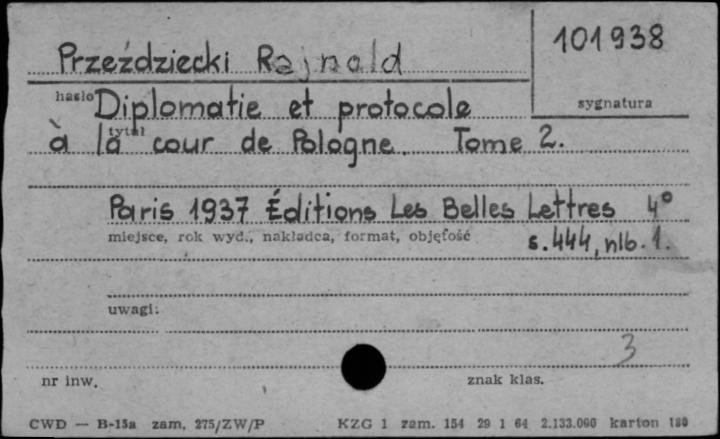 Przeździecki Rajnold
101938
hasło
sygnatura
Diplomatie et protocole
tytuł
à la cour de Pologne. Tome 2.
Paris 1937 Éditions Les Belles Lettres 4°
miejsce, rok wyd., nakładca, format, objętość
s. 444, nlb. 1.
uwagi:
3
nr inw.
znak klas.
CWD — B-15a zam. 275/ZW/P KZG 1 zam. 154 29 1 64 2.133.000 karton 180